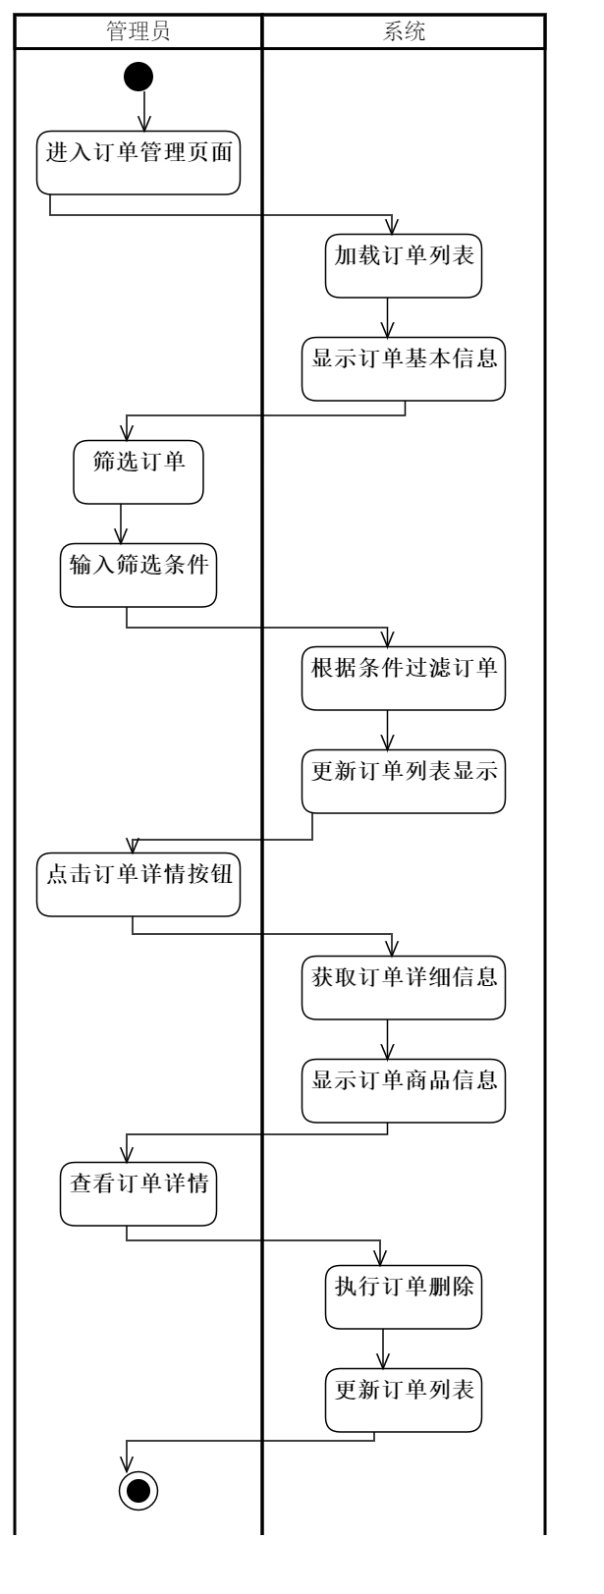 管理员
系统
进入订单管理页面
加载订单列表
显示订单基本信息
筛选订单
输入筛选条件
根据条件过滤订单
更新订单列表显示
点击订单详情按钮
获取订单详细信息
显示订单商品信息
查看订单详情
执行订单删除
更新订单列表